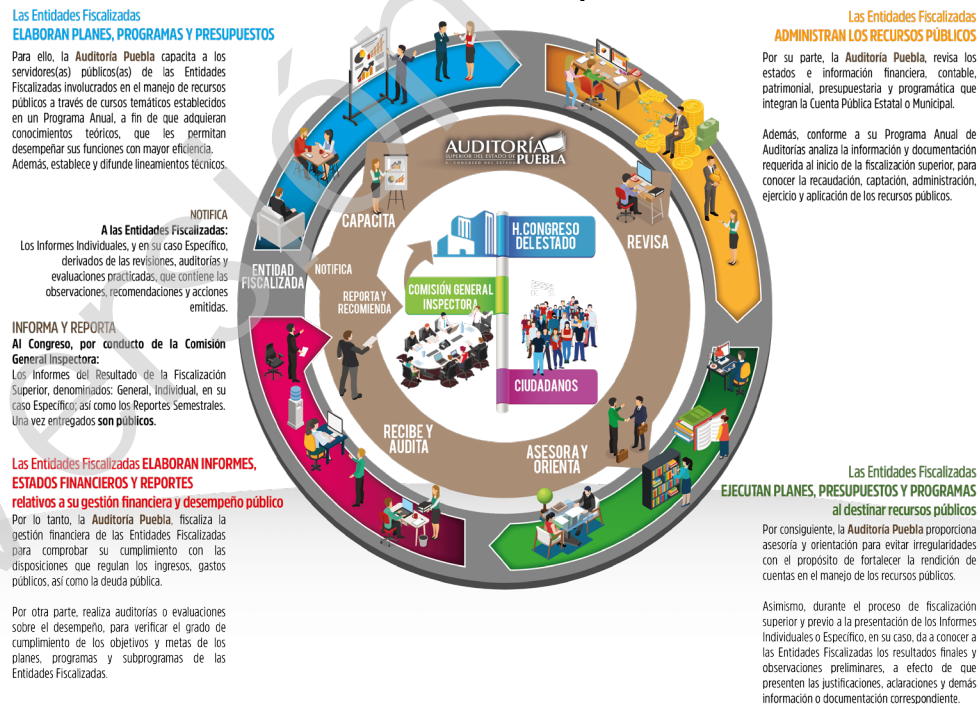 Las Entidades Fiscalizadas
ELABORAN PLANES, PROGRAMAS Y PRESUPUESTOS
Para ello, la Auditoría Puebla capacita a los
servidores(as) públicos(as) de las Entidades
Fiscalizadas involucrados en el manejo de recursos
públicos a través de cursos temáticos establecidos
en un Programa Anual, a fin de que adquieran
conocimientos teóricos, que les permitan
desempeñar sus funciones con mayor eficiencia.
Además, establece y difunde lineamientos técnicos.
NOTIFICA
A las Entidades Fiscalizadas:
Los Informes Individuales, y en su caso Específico,
derivados de las revisiones, auditorías y
evaluaciones practicadas, que contiene las
observaciones, recomendaciones y acciones
emitidas.
INFORMA Y REPORTA
Al Congreso, por conducto de la Comisión
General Inspectora:
Los Informes del Resultado de la Fiscalización
Superior, denominados: General, Individual, en su
caso Específico, así como los Reportes Semestrales.
Una vez entregados son públicos.
Las Entidades Fiscalizadas ELABORAN INFORMES,
ESTADOS FINANCIEROS Y REPORTES
relativos a su gestión financiera y desempeño público
Por lo tanto, la Auditoría Puebla, fiscaliza la
gestión financiera de las Entidades Fiscalizadas
para comprobar su cumplimiento con las
disposiciones que regulan los ingresos, gastos
públicos, así como la deuda pública.
Por otra parte, realiza auditorías o evaluaciones
sobre el desempeño, para verificar el grado de
cumplimiento de los objetivos y metas de los
planes, programas y subprogramas de las
Entidades Fiscalizadas.
AUDITORÍA
SUPERIOR DEL ESTADO DE PUEBLA
H. CONGRESO DEL ESTADO
CAPACITA
REVISA
ENTIDAD
FISCALIZADA
NOTIFICA
REPORTA Y
RECOMIENDA
H.CONGRESO
DEL ESTADO
COMISIÓN GENERAL
INSPECTORA
CIUDADANOS
RECIBE Y
AUDITA
ASESORA Y
ORIENTA
Las Entidades Fiscalizadas
ADMINISTRAN LOS RECURSOS PÚBLICOS
Por su parte, la Auditoría Puebla, revisa los
estados e información financiera, contable,
patrimonial, presupuestaria y programática que
integran la Cuenta Pública Estatal o Municipal.
Además, conforme a su Programa Anual de
Auditorías analiza la información y documentación
requerida al inicio de la fiscalización superior, para
conocer la recaudación, captación, administración,
ejercicio y aplicación de los recursos públicos.
Las Entidades Fiscalizadas
EJECUTAN PLANES, PRESUPUESTOS Y PROGRAMAS
al destinar recursos públicos
Por consiguiente, la Auditoría Puebla proporciona
asesoría y orientación para evitar irregularidades
con el propósito de fortalecer la rendición de
cuentas en el manejo de los recursos públicos.
Asimismo, durante el proceso de fiscalización
superior y previo a la presentación de los Informes
Individuales o Específico, en su caso, da a conocer a
las Entidades Fiscalizadas los resultados finales y
observaciones preliminares, a efecto de que
presenten las justificaciones, aclaraciones y demás
información o documentación correspondiente.